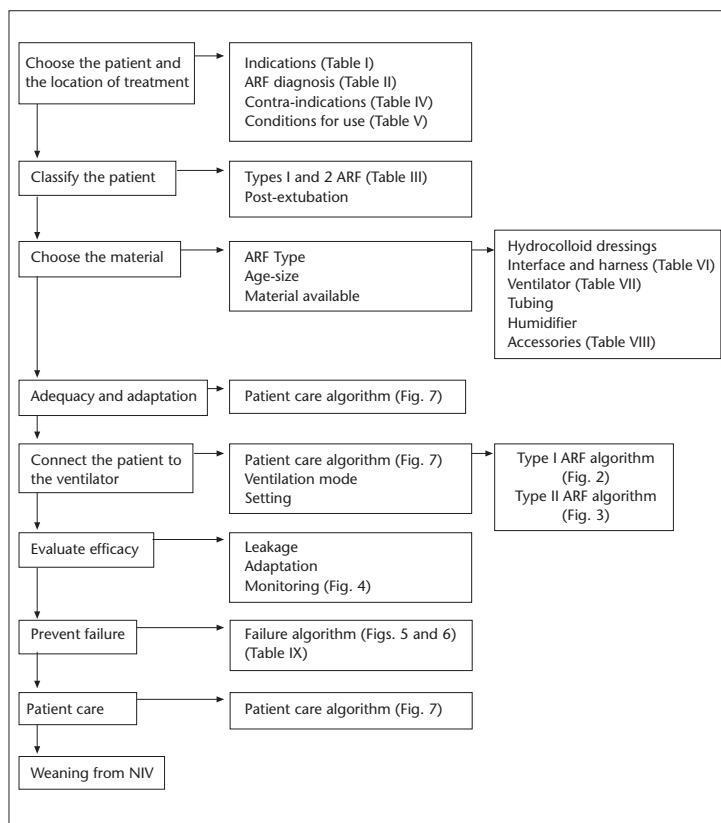 Choose the patient and
the location of treatment
Indications (Table I)
ARF diagnosis (Table II)
Contra-indications (Table IV)
Conditions for use (Table V)
Classify the patient
Types I and 2 ARF (Table III)
Post-extubation
Choose the material
ARF Type
Age-size
Material available
Hydrocolloid dressings
Interface and harness (Table VI)
Ventilator (Table VII)
Tubing
Humidifier
Accessories (Table VIII)
Adequacy and adaptation
Patient care algorithm (Fig. 7)
Connect the patient to
the ventilator
Patient care algorithm (Fig. 7)
Ventilation mode
Setting
Type I ARF algorithm
(Fig. 2)
Type II ARF algorithm
(Fig. 3)
Evaluate efficacy
Leakage
Adaptation
Monitoring (Fig. 4)
Prevent failure
Failure algorithm (Figs. 5 and 6)
(Table IX)
Patient care
Patient care algorithm (Fig. 7)
Weaning from NIV